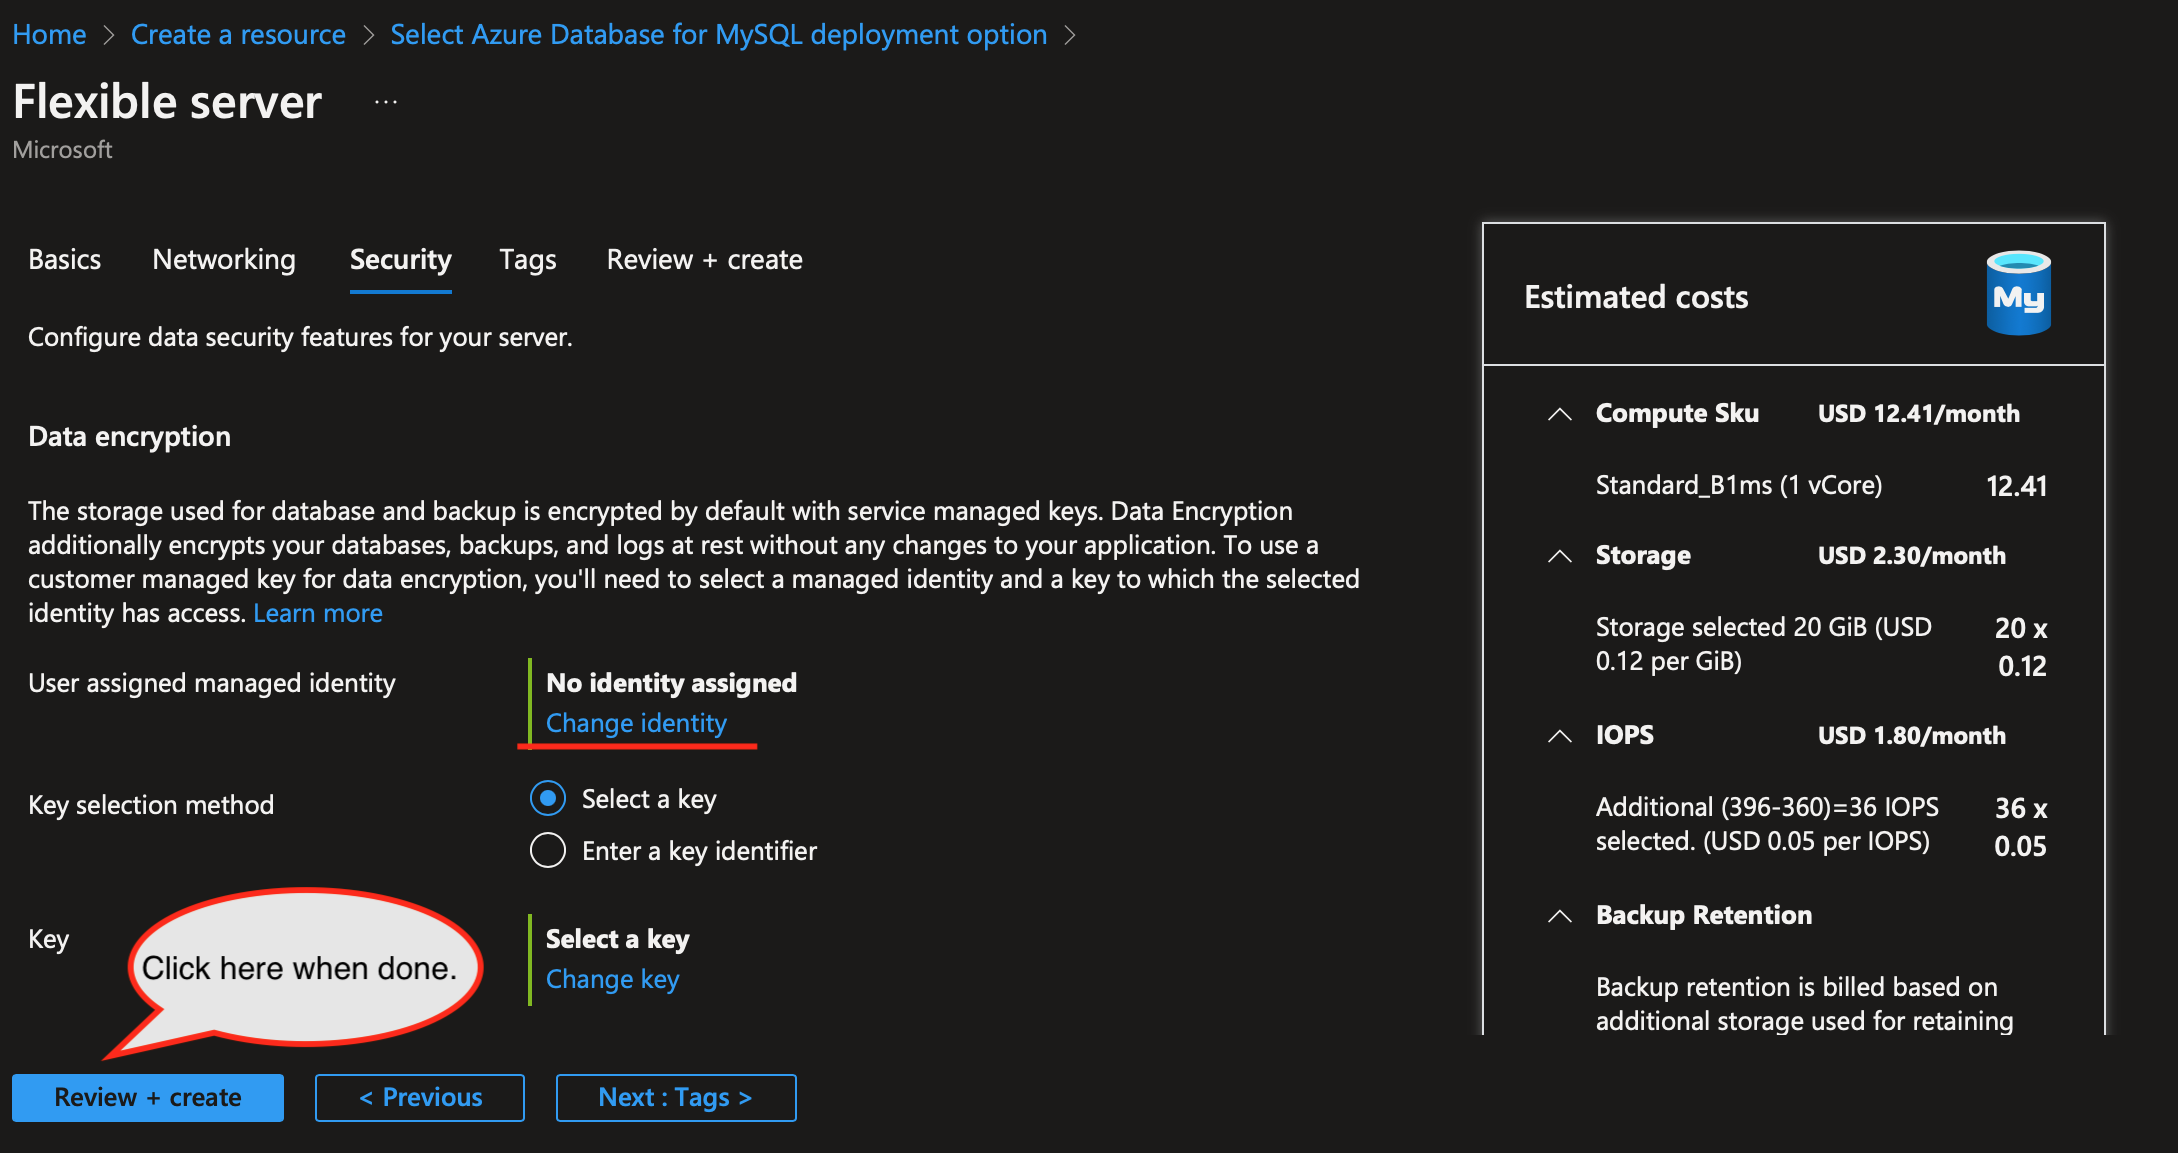 Home > Create a resource > Select Azure Database for MySQL deployment option >
Flexible server ...
Microsoft
Basics Networking Security Tags Review + create
Configure data security features for your server.
Data encryption
The storage used for database and backup is encrypted by default with service managed keys. Data Encryption
additionally encrypts your databases, backups, and logs at rest without any changes to your application. To use a
customer managed key for data encryption, you'll need to select a managed identity and a key to which the selected
identity has access. Learn more
User assigned managed identity
No identity assigned
Change identity
Key selection method
Select a key
Enter a key identifier
Key
Select a key
Change key
Click here when done.
Review + create
< Previous
Next : Tags >
Estimated costs
My
Compute Sku USD 12.41/month
Standard_B1ms (1 vCore) 12.41
Storage USD 2.30/month
Storage selected 20 GiB (USD 20 x
0.12 per GiB) 0.12
IOPS USD 1.80/month
Additional (396-360)=36 IOPS 36 x
selected. (USD 0.05 per IOPS) 0.05
Backup Retention
Backup retention is billed based on
additional storage used for retaining